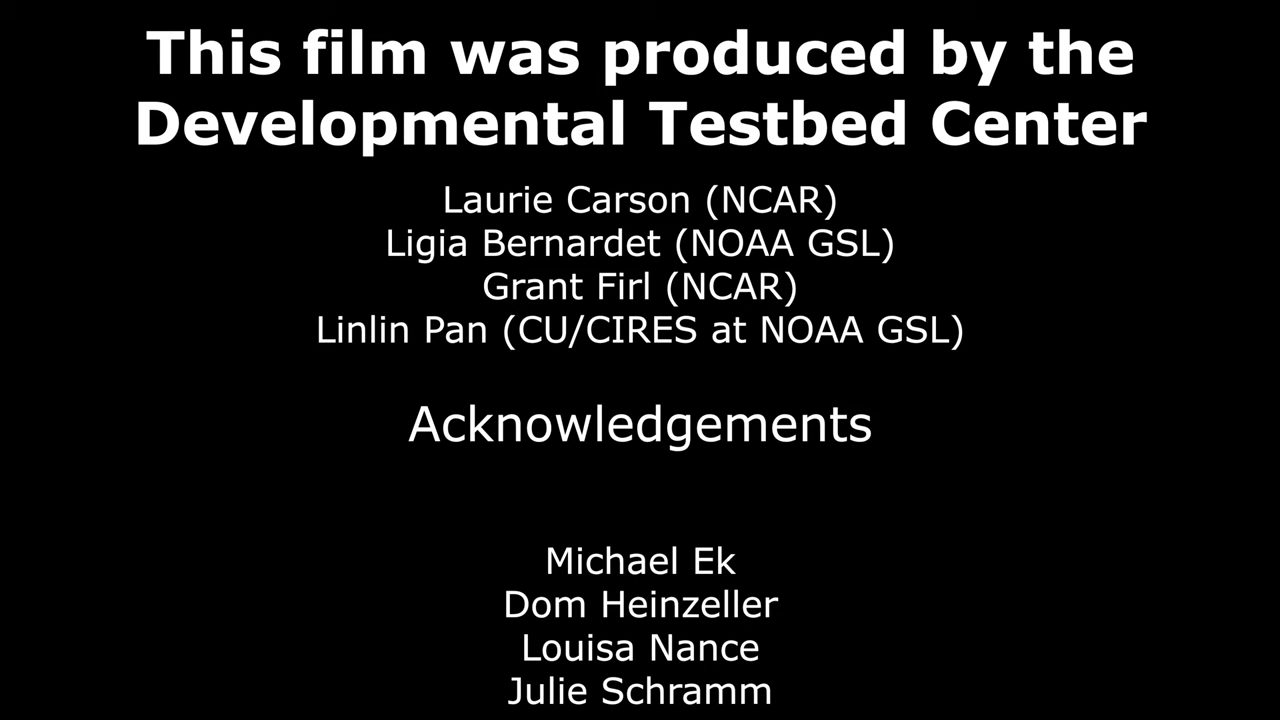 This film was produced by the
Developmental Testbed Center
Laurie Carson (NCAR)
Ligia Bernardet (NOAA GSL)
Grant Firl (NCAR)
Linlin Pan (CU/CIRES at NOAA GSL)
Acknowledgements
Michael Ek
Dom Heinzeller
Louisa Nance
Julie Schramm